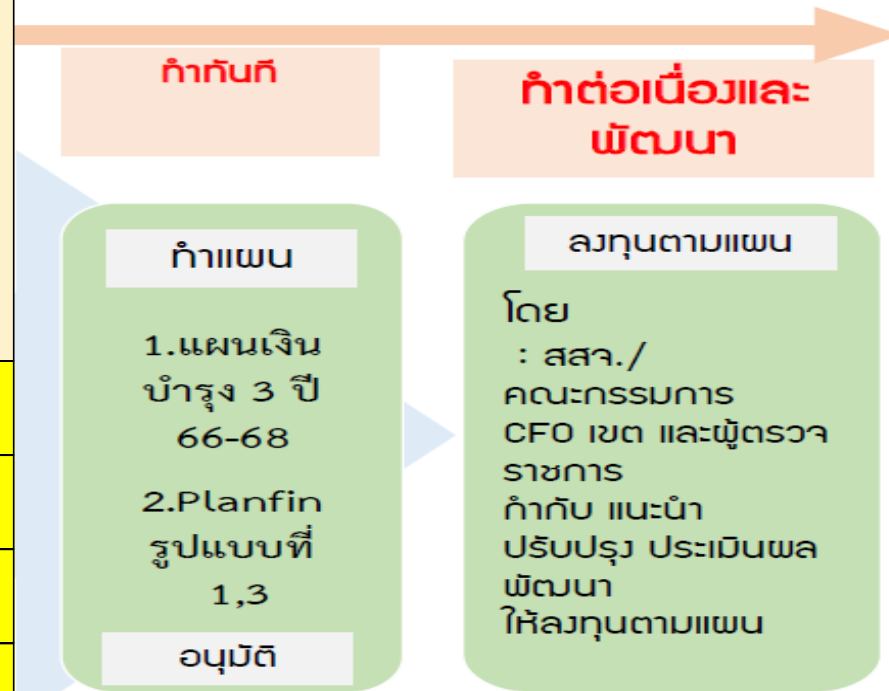 ทำทันที
ทำต่อเนื่องและ
พัฒนา
ทำแผน
1.แผนเงิน
บำรุง 3 ปี
66-68
2.Planfin
รูปแบบที่
1,3
อนุมัติ
ลงทุนตามแผน
โดย
: สสจ./
คณะกรรมการ
CFO เขต และผู้ตรวจ
ราชการ
กำกับ แนะนำ
ปรับปรุง ประเมินผล
พัฒนา
ให้ลงทุนตามแผน